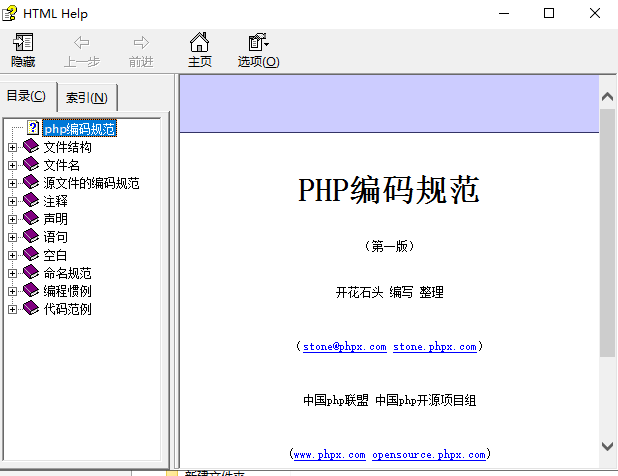 HTML Help
隐藏 上一步 前进 主页 选项(O)
目录(C) 索引(N)
php编码规范
文件结构
文件名
源文件的编码规范
注释
声明
语句
空白
命名规范
编程惯例
代码范例
PHP编码规范
（第一版）
开花石头 编写 整理
(stone@phpx.com stone.phpx.com)
中国php联盟 中国php开源项目组
(www.phpx.com opensource.phpx.com)
新建文件夹